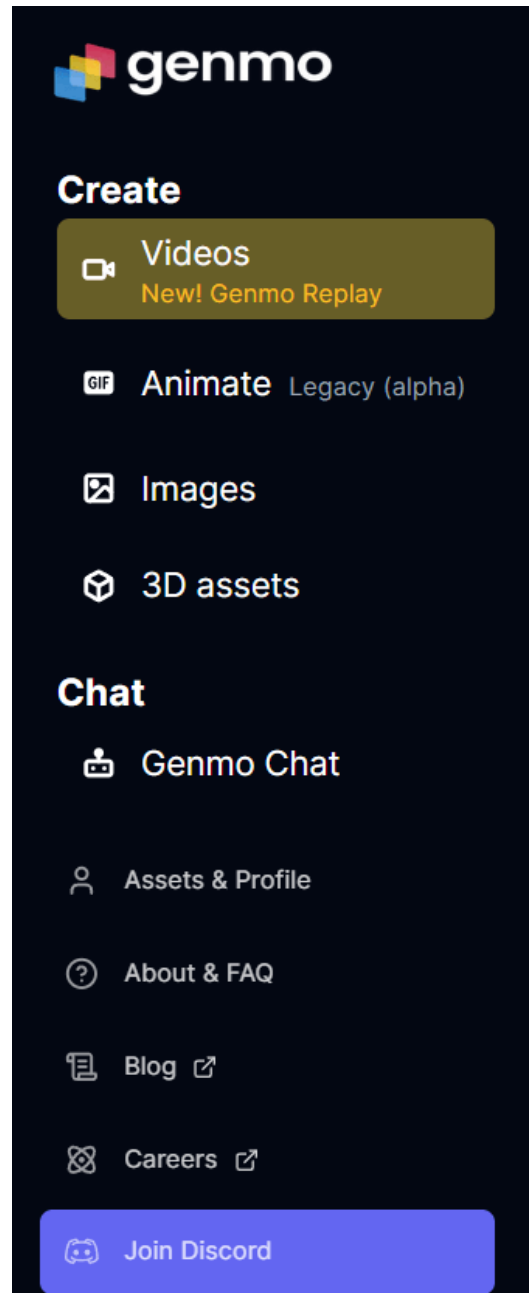 genmo
Create
Videos
New! Genmo Replay
GIF
Animate Legacy (alpha)
Images
3D assets
Chat
Genmo Chat
Assets & Profile
About & FAQ
Blog
Careers
Join Discord